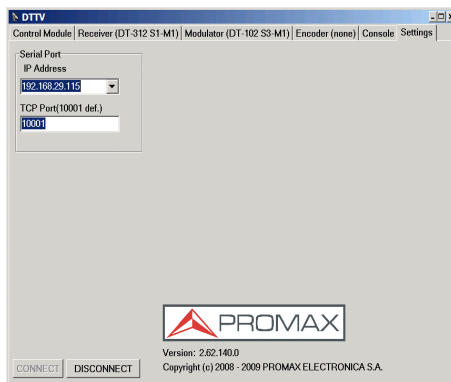 DTTV
Control Module Receiver (DT-312 S1-M1) Modulator (DT-102 S3-M1) Encoder (none) Console Settings
Serial Port
IP Address
192.168.29.115
TCP Port(10001 def.)
10001
PROMAX
Version: 2.62.140.0
CONNECT DISCONNECT Copyright (c) 2008 - 2009 PROMAX ELECTRONICA S.A.